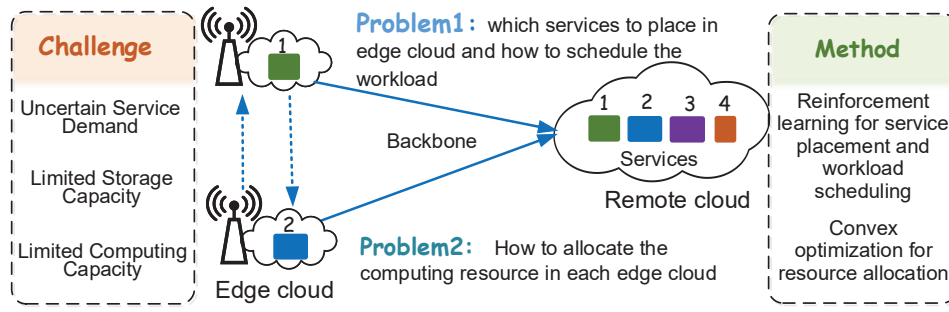 Challenge
Uncertain Service
Demand
Limited Storage
Capacity
Limited Computing
Capacity
1
2
Edge cloud
Problem1: which services to place in
edge cloud and how to schedule the
workload
Backbone
Problem2: How to allocate the
computing resource in each edge cloud
1 2 3 4
Services
Remote cloud
Method
Reinforcement
learning for service
placement and
workload
scheduling
Convex
optimization for
resource allocation